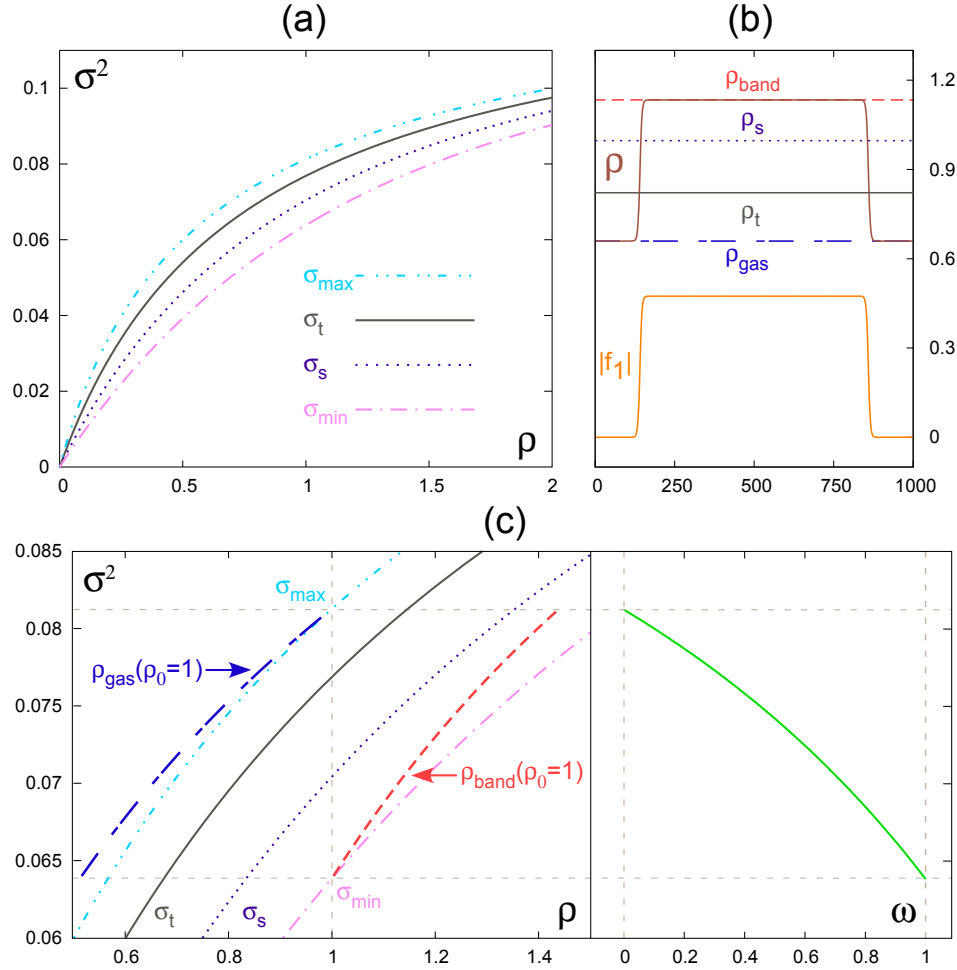 (a)
σ²
0.1
0.08
0.06
0.04
0.02
0
σmax
σt
σs
σmin
ρ
0 0.5 1 1.5 2
(b)
ρband
ρs
ρ
ρt
ρgas
|f1|
1.2
0.9
0.6
0.3
0
0 250 500 750 1000
(c)
σ²
0.085
0.08
0.075
0.07
0.065
0.06
σmax
ρgas(ρ0=1)
ρband(ρ0=1)
σt
σs
σmin
ρ
0.6 0.8 1 1.2 1.4
ω
0 0.2 0.4 0.6 0.8 1